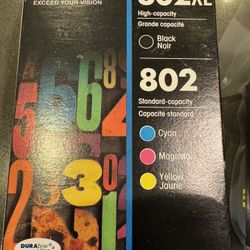 EXCEED YOUR VISION
802XL
High-capacity
Grande capacité
Black
Noir
802
Standard-capacity
Capacité standard
Cyan
Magenta
Yellow
Jaune
DURABrite